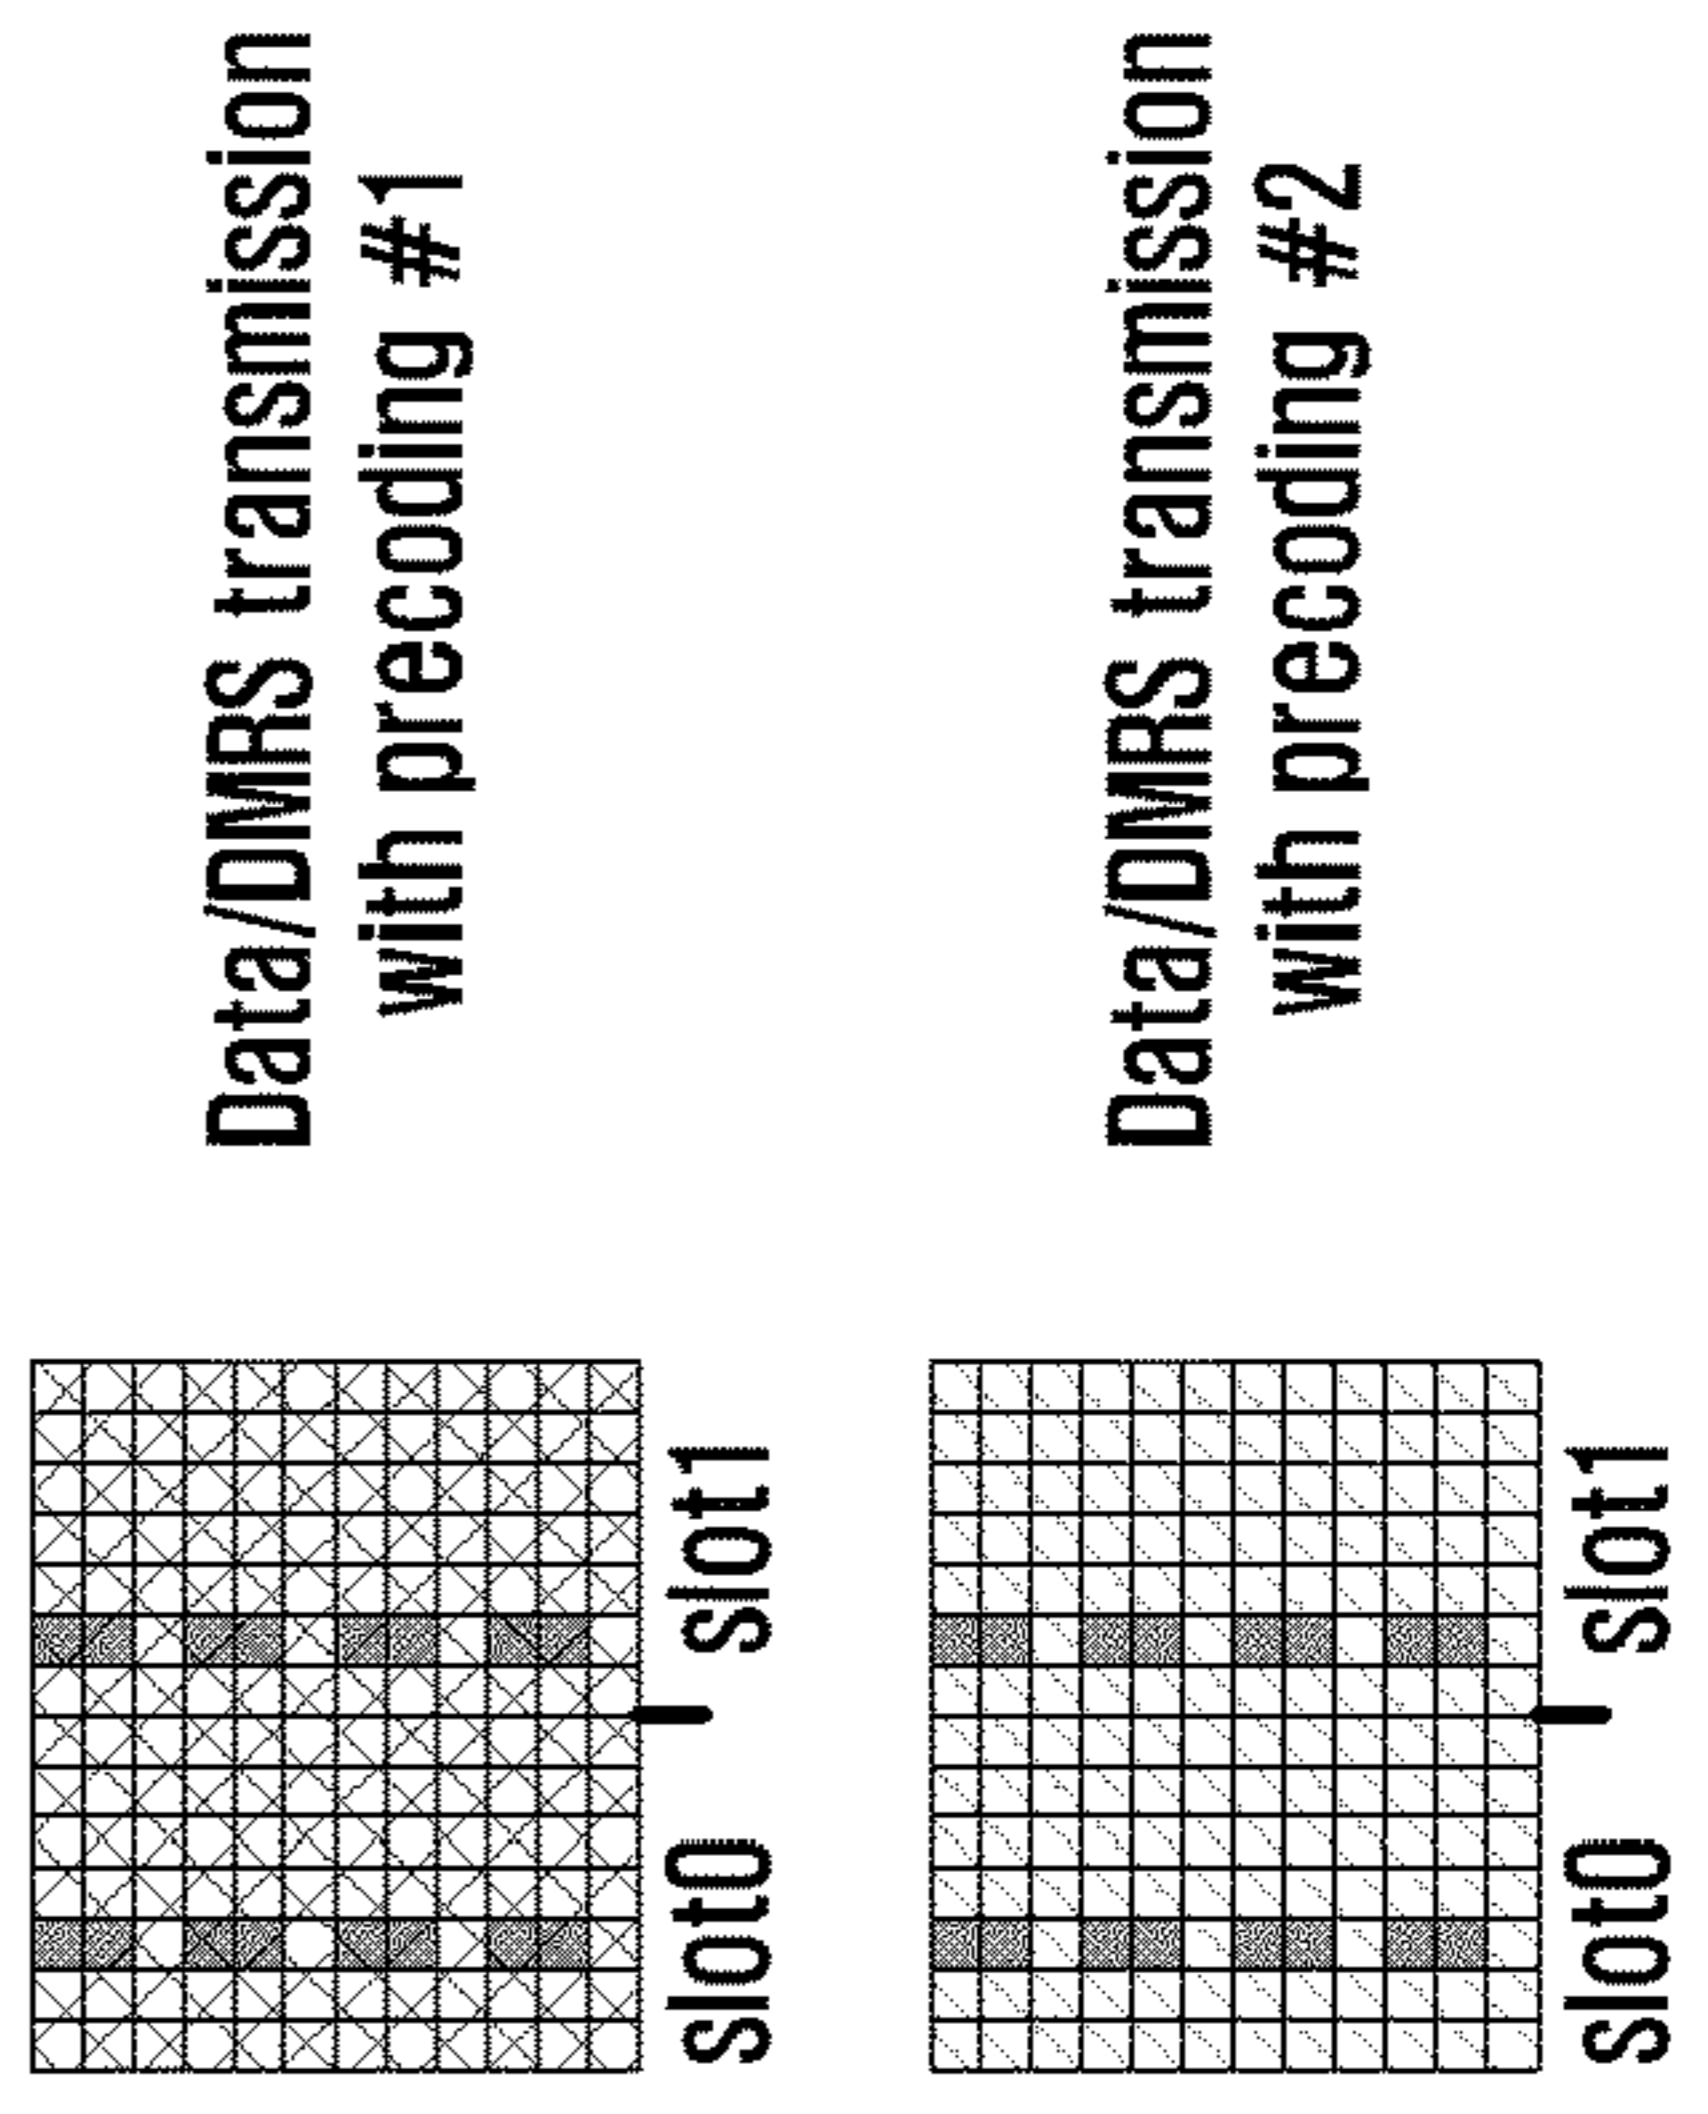 Data/DMRS transmission
with precoding #1
slot0 slot1
Data/DMRS transmission
with precoding #2
slot0 slot1